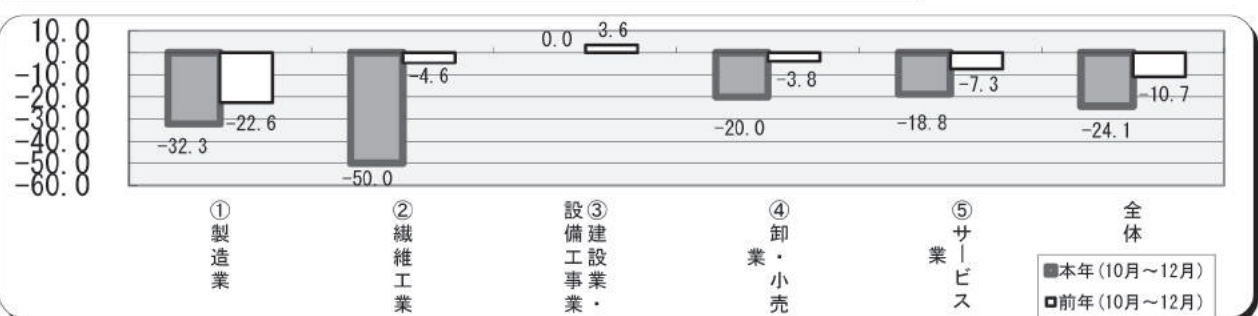 10.0
0.0
-10.0
-20.0
-30.0
-40.0
-50.0
-60.0
-32.3
-22.6
-50.0
-4.6
0.0
3.6
-20.0
-3.8
-18.8
-7.3
-24.1
-10.7
①製造業
②繊維工業
③建設業・
設備工事業
④卸・小売
業
⑤サービス
業
全体
本年(10月～12月)
前年(10月～12月)